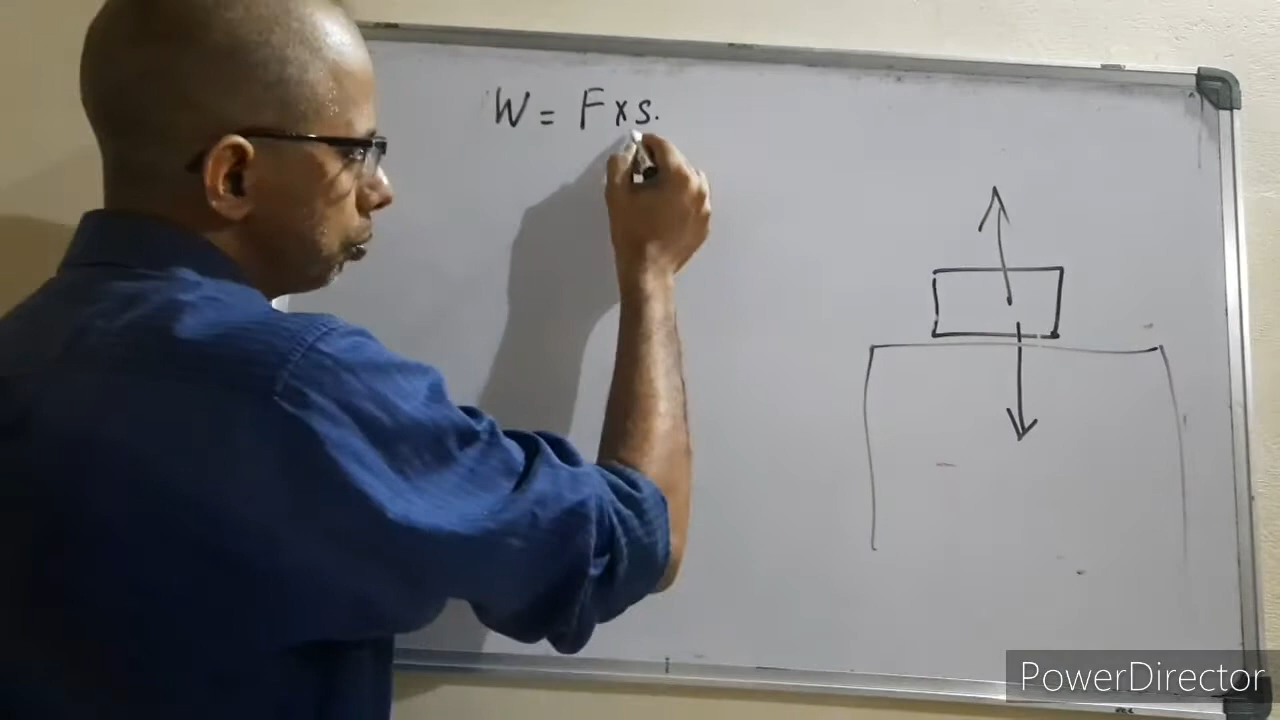 W = F x s.
PowerDirector